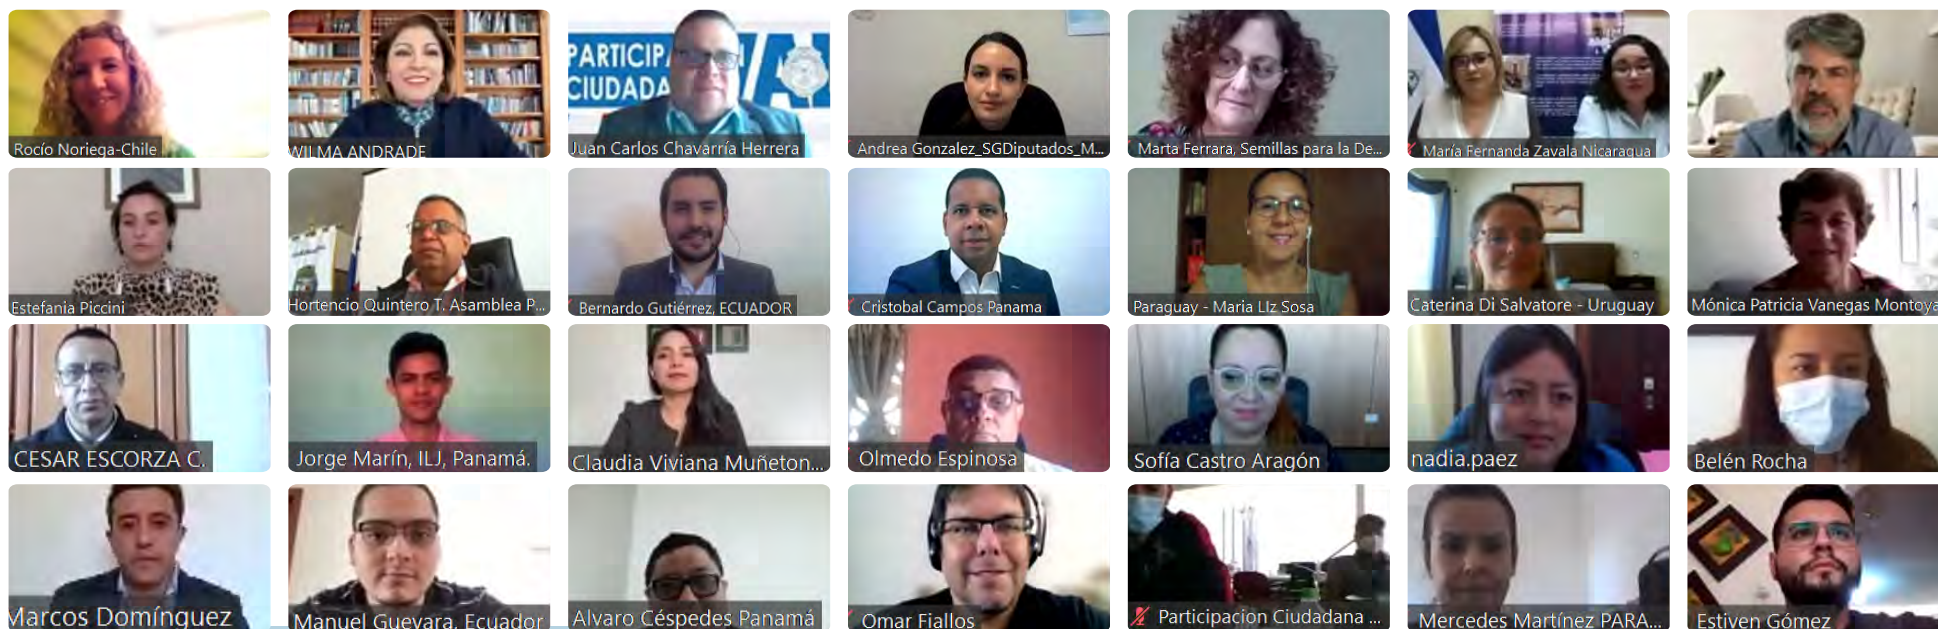 Rocío Noriega-Chile
WILMA ANDRADE
PARTICIPA
CIUDADA
Juan Carlos Chavarría Herrera
Andrea Gonzalez_SGDiputados_M...
Marta Ferrara, Semillas para la De...
María Fernanda Zavala Nicaragua
Estefania Piccini
Hortencio Quintero T. Asamblea P...
Bernardo Gutiérrez, ECUADOR
Cristobal Campos Panama
Paraguay - Maria LIz Sosa
Caterina Di Salvatore - Uruguay
Mónica Patricia Vanegas Montoya
CESAR ESCORZA C.
Jorge Marín, ILJ, Panamá.
Claudia Viviana Muñeton...
Olmedo Espinosa
Sofía Castro Aragón
nadia.paez
Belén Rocha
Marcos Domínguez
Manuel Guevara, Ecuador
Alvaro Céspedes Panamá
Omar Fiallos
Participacion Ciudadana ...
Mercedes Martínez PARA...
Estiven Gómez